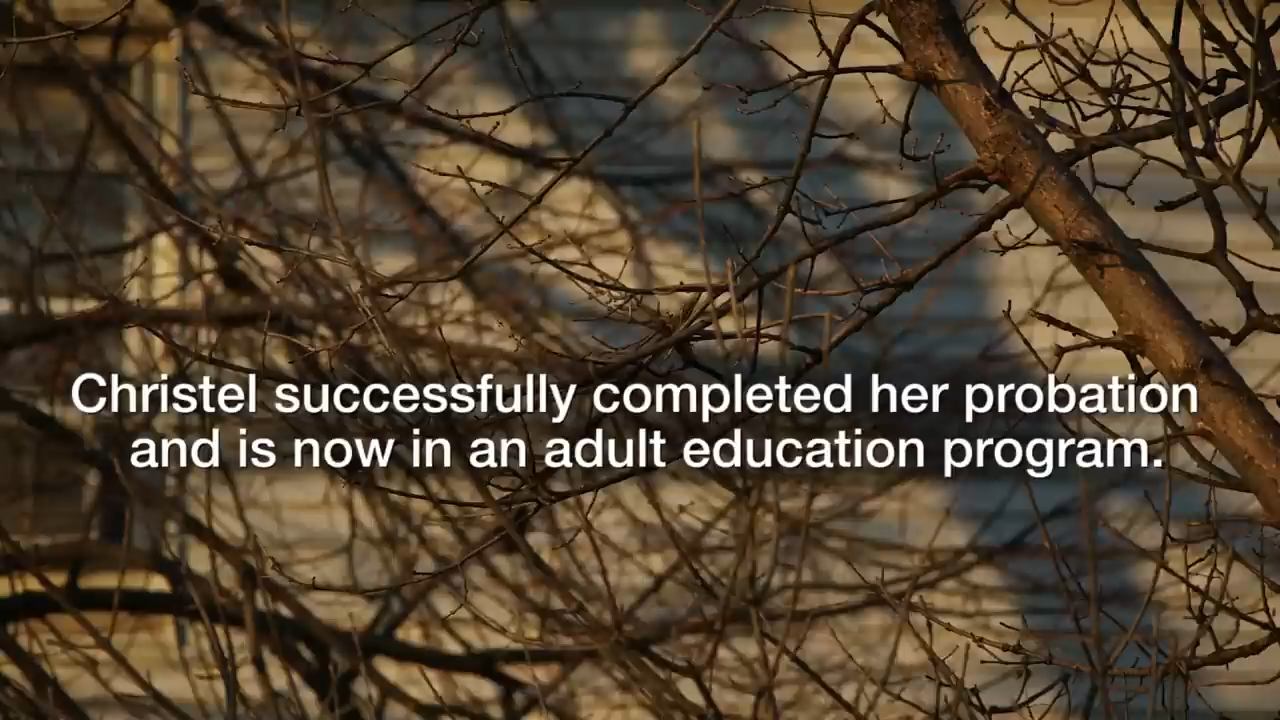 Christel successfully completed her probation
and is now in an adult education program.